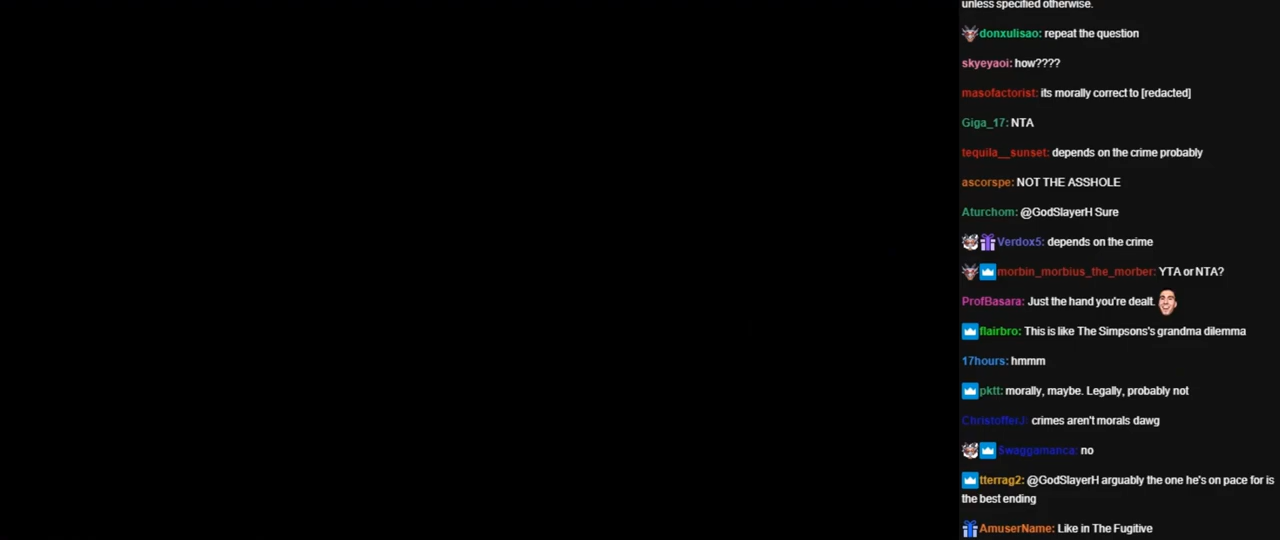 unless specified otherwise.
donxulisao: repeat the question
skyeyaoi: how????
masofactorist: its morally correct to [redacted]
Giga_17: NTA
tequila__sunset: depends on the crime probably
ascorspe: NOT THE ASSHOLE
Aturchom: @GodSlayerH Sure
Verdox5: depends on the crime
morbin_morbius_the_morber: YTA or NTA?
ProfBasara: Just the hand you're dealt.
flairbro: This is like The Simpsons's grandma dilemma
17hours: hmmm
pktt: morally, maybe. Legally, probably not
ChristofferJ: crimes aren't morals dawg
Swaggamanca: no
tterrag2: @GodSlayerH arguably the one he's on pace for is
the best ending
AmuserName: Like in The Fugitive